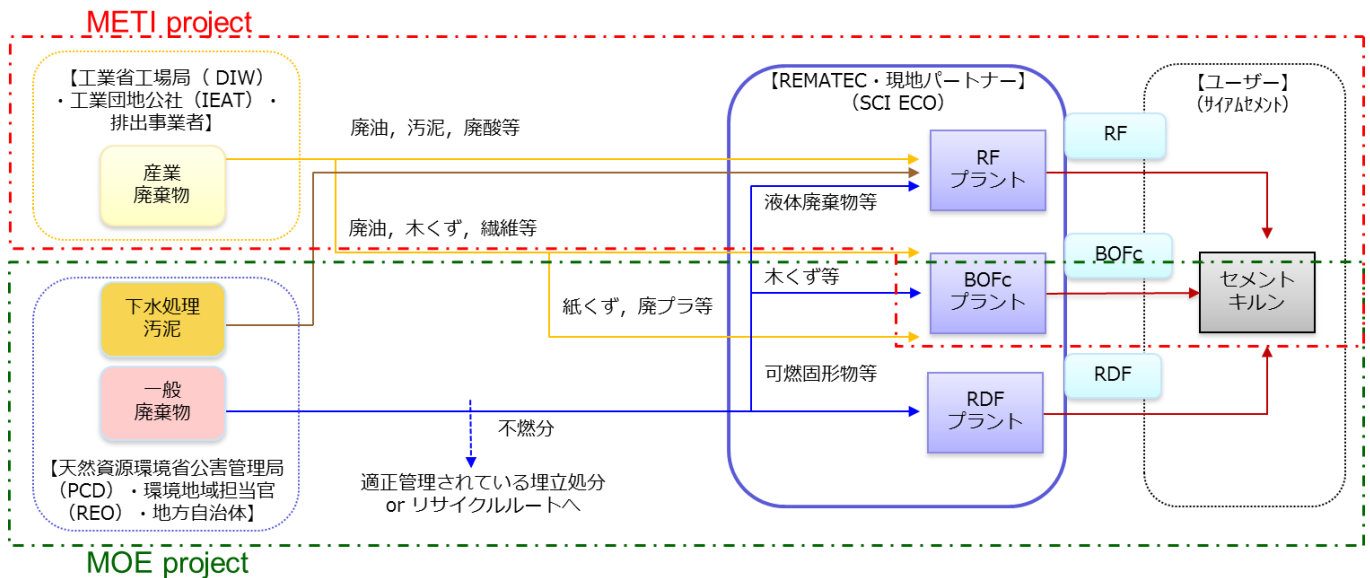 METI project
【工業省工場局（ DIW）
・工業団地公社（IEAT）・
排出事業者】
産業
廃棄物
廃油，汚泥，廃酸等
廃油，木くず，繊維等
紙くず，廃プラ等
【REMATEC・現地パートナー】
（SCI ECO）
RF
プラント
液体廃棄物等
BOFc
プラント
木くず等
可燃固形物等
RDF
プラント
【ユーザー】
（サイアムセメント）
RF
BOFc
RDF
セメント
キルン
下水処理
汚泥
一般
廃棄物
【天然資源環境省公害管理局
（PCD）・環境地域担当官
（REO）・地方自治体】
不燃分
適正管理されている埋立処分
or リサイクルルートへ
MOE project